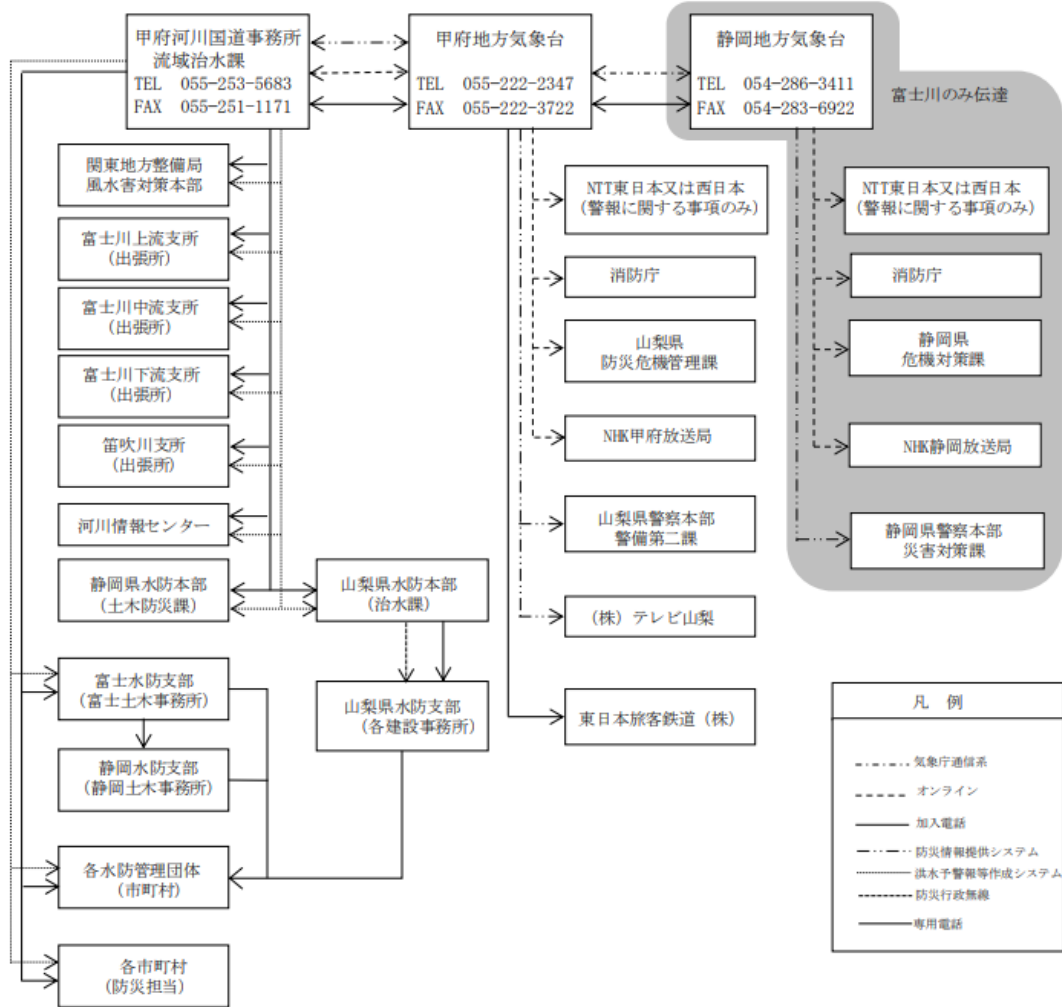 甲府河川国道事務所
流域治水課
TEL 055-253-5683
FAX 055-251-1171
甲府地方気象台
TEL 055-222-2347
FAX 055-222-3722
静岡地方気象台
TEL 054-286-3411
FAX 054-283-6922
富士川のみ伝達
関東地方整備局
風水害対策本部
富士川上流支所
(出張所)
富士川中流支所
(出張所)
富士川下流支所
(出張所)
笛吹川支所
(出張所)
河川情報センター
静岡県水防本部
(土木防災課)
山梨県水防本部
(治水課)
富士水防支部
(富士土木事務所)
静岡水防支部
(静岡土木事務所)
山梨県水防支部
(各建設事務所)
各水防管理団体
(市町村)
各市町村
(防災担当)
NTT東日本又は西日本
(警報に関する事項のみ)
消防庁
山梨県
防災危機管理課
NHK甲府放送局
山梨県警察本部
警備第二課
(株)テレビ山梨
東日本旅客鉄道(株)
NTT東日本又は西日本
(警報に関する事項のみ)
消防庁
静岡県
危機対策課
NHK静岡放送局
静岡県警察本部
災害対策課
凡 例
気象庁通信系
オンライン
加入電話
防災情報提供システム
洪水予警報等作成システム
防災行政無線
専用電話